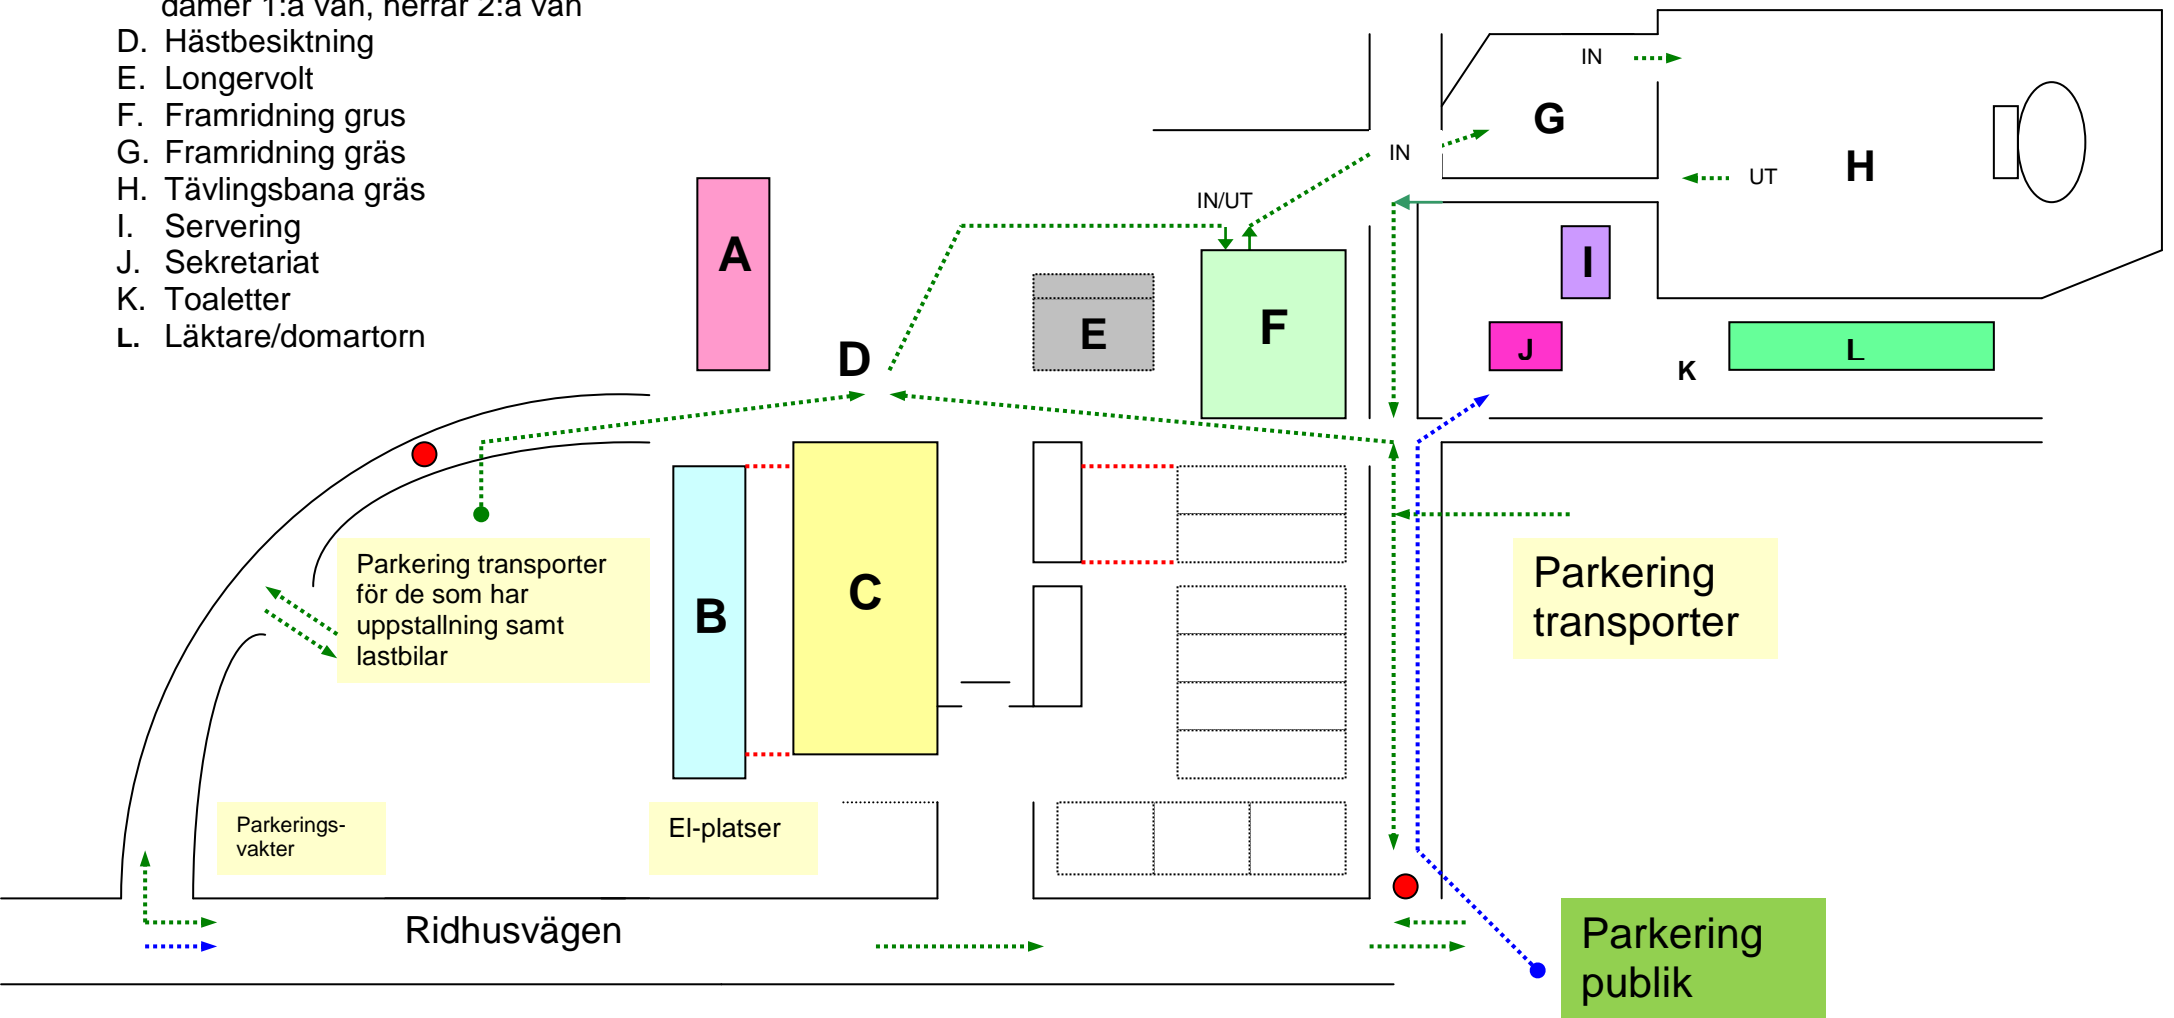 damer 1:a van, herrar 2:a van
D. Hästbesiktning
E. Longervolt
F. Framridning grus
G. Framridning gräs
H. Tävlingsbana gräs
I. Servering
J. Sekretariat
K. Toaletter
L. Läktare/domartorn
IN
G
IN
UT
H
IN/UT
A
I
E
F
D
J
K
L
Parkering transporter
för de som har
uppstallning samt
lastbilar
B
C
Parkering
transporter
Parkerings-
vakter
El-platser
Ridhusvägen
Parkering
publik